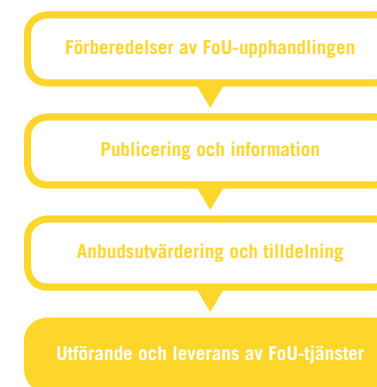 Förberedelser av FoU-upphandlingen
Publicering och information
Anbudsutvärdering och tilldelning
Utförande och leverans av FoU-tjänster